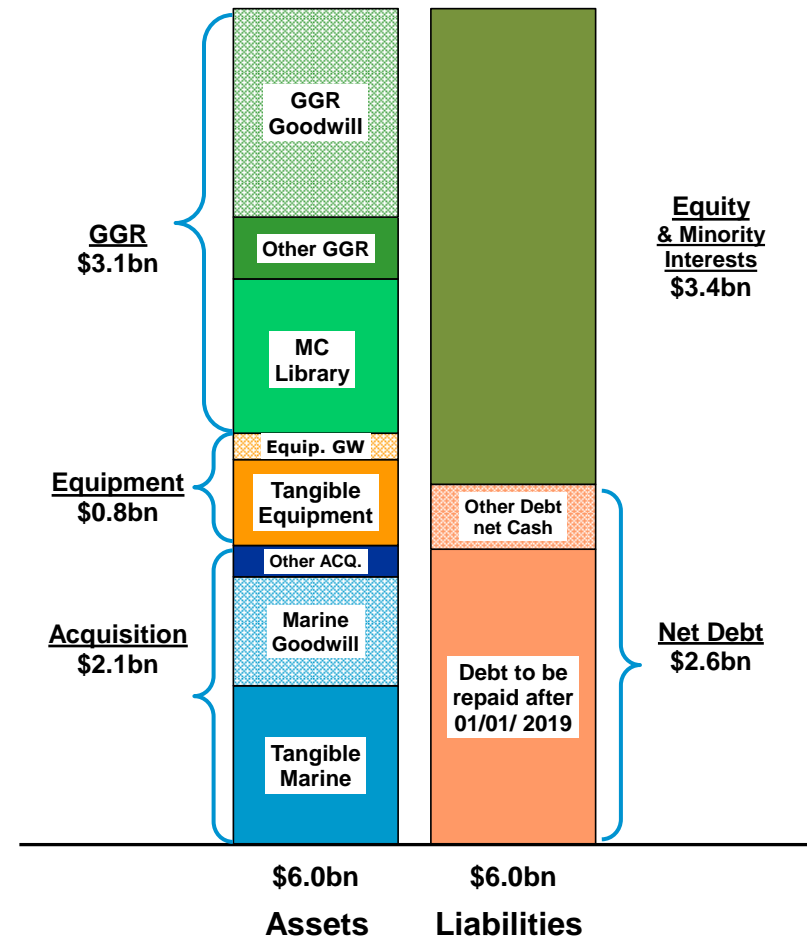 GGR
Goodwill
Other GGR
MC
Library
GGR
$3.1bn
Equip. GW
Tangible
Equipment
Equipment
$0.8bn
Other ACQ.
Marine
Goodwill
Tangible
Marine
Acquisition
$2.1bn
Equity
& Minority
Interests
$3.4bn
Other Debt
net Cash
Debt to be
repaid after
01/01/ 2019
Net Debt
$2.6bn
$6.0bn
$6.0bn
Assets
Liabilities